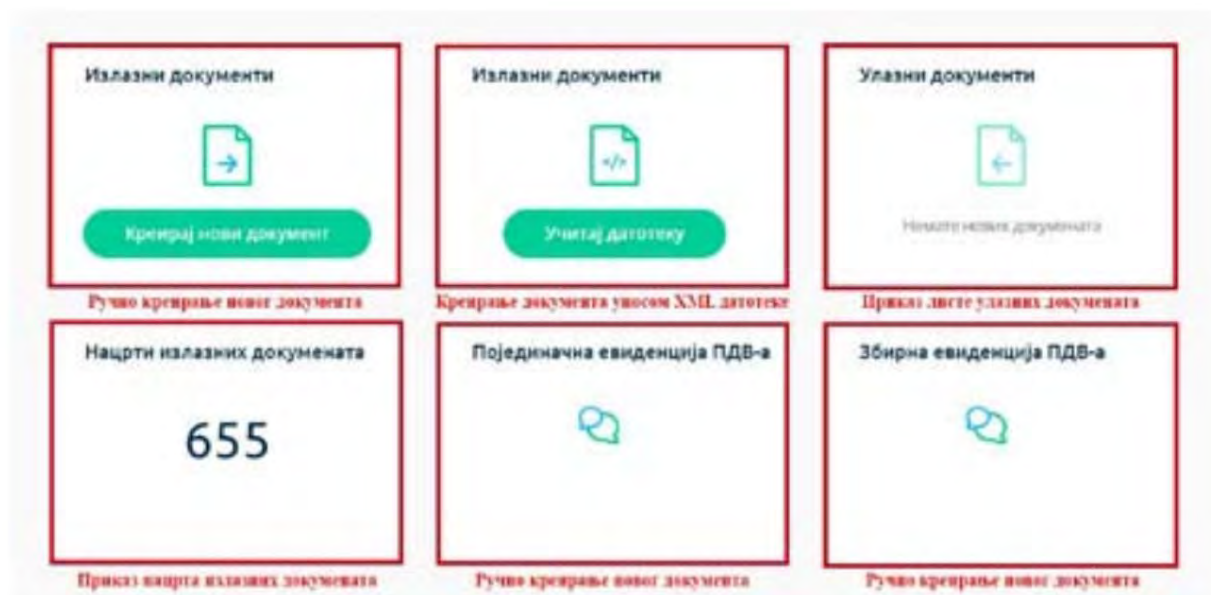 Излазни документи
Излазни документи
Улазни документи
</>
Креирај нови документ
Учитај датотеку
Немате нових докумената
Ручно креирање новог документа
Креирање документа уносом XML датотеке
Приказ листе улазних докумената
Нацрти излазних докумената
Појединачна евиденција ПДВ-а
Збирна евиденција ПДВ-а
655
Приказ нацрта излазних докумената
Ручно креирање новог документа
Ручно креирање новог документа